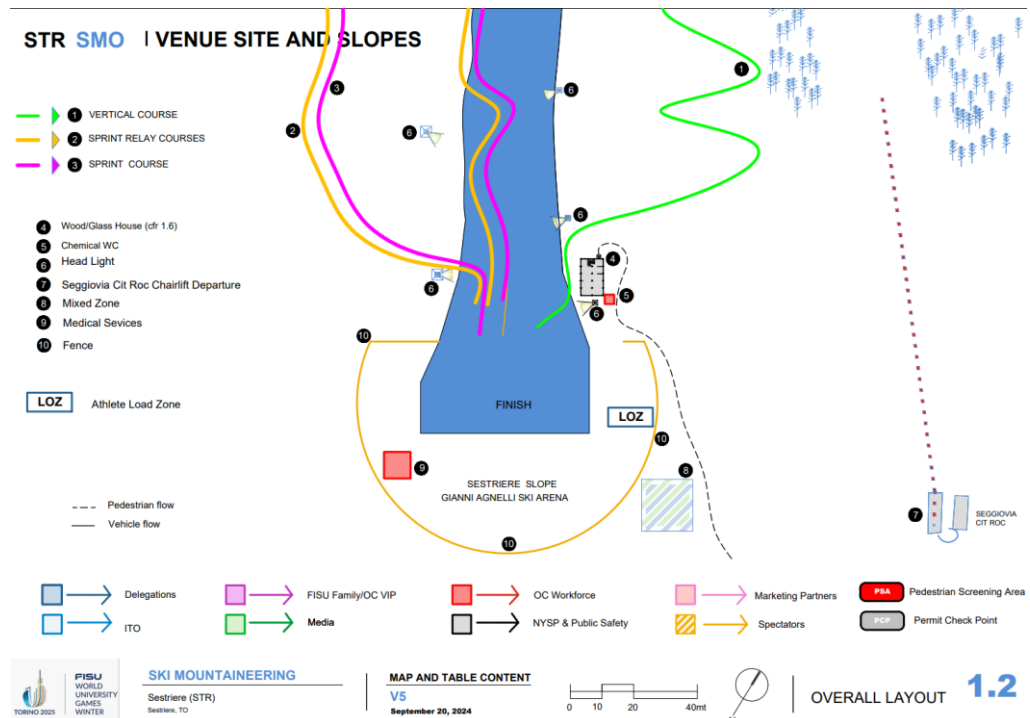 STR SMO I VENUE SITE AND SLOPES
1 VERTICAL COURSE
2 SPRINT RELAY COURSES
3 SPRINT COURSE
4 Wood/Glass House (cfr 1.6)
5 Chemical WC
6 Head Light
7 Seggiovia Cit Roc Chairlift Departure
8 Mixed Zone
9 Medical Sevices
10 Fence
LOZ Athlete Load Zone
Pedestrian flow
Vehicle flow
1
3
2
6
6
6
4
6
5
6
10
FINISH
LOZ
10
9
8
SESTRIERE SLOPE
GIANNI AGNELLI SKI ARENA
10
7
SEGGIOVIA
CIT ROC
Delegations
FISU Family/OC VIP
OC Workforce
Marketing Partners
PSA Pedestrian Screening Area
ITO
Media
NYSP & Public Safety
Spectators
PCP Permit Check Point
TORINO 2025
FISU
WORLD
UNIVERSITY
GAMES
WINTER
SKI MOUNTAINEERING
Sestriere (STR)
Sestriere, TO
MAP AND TABLE CONTENT
V5
September 20, 2024
0 10 20 40mt
OVERALL LAYOUT 1.2